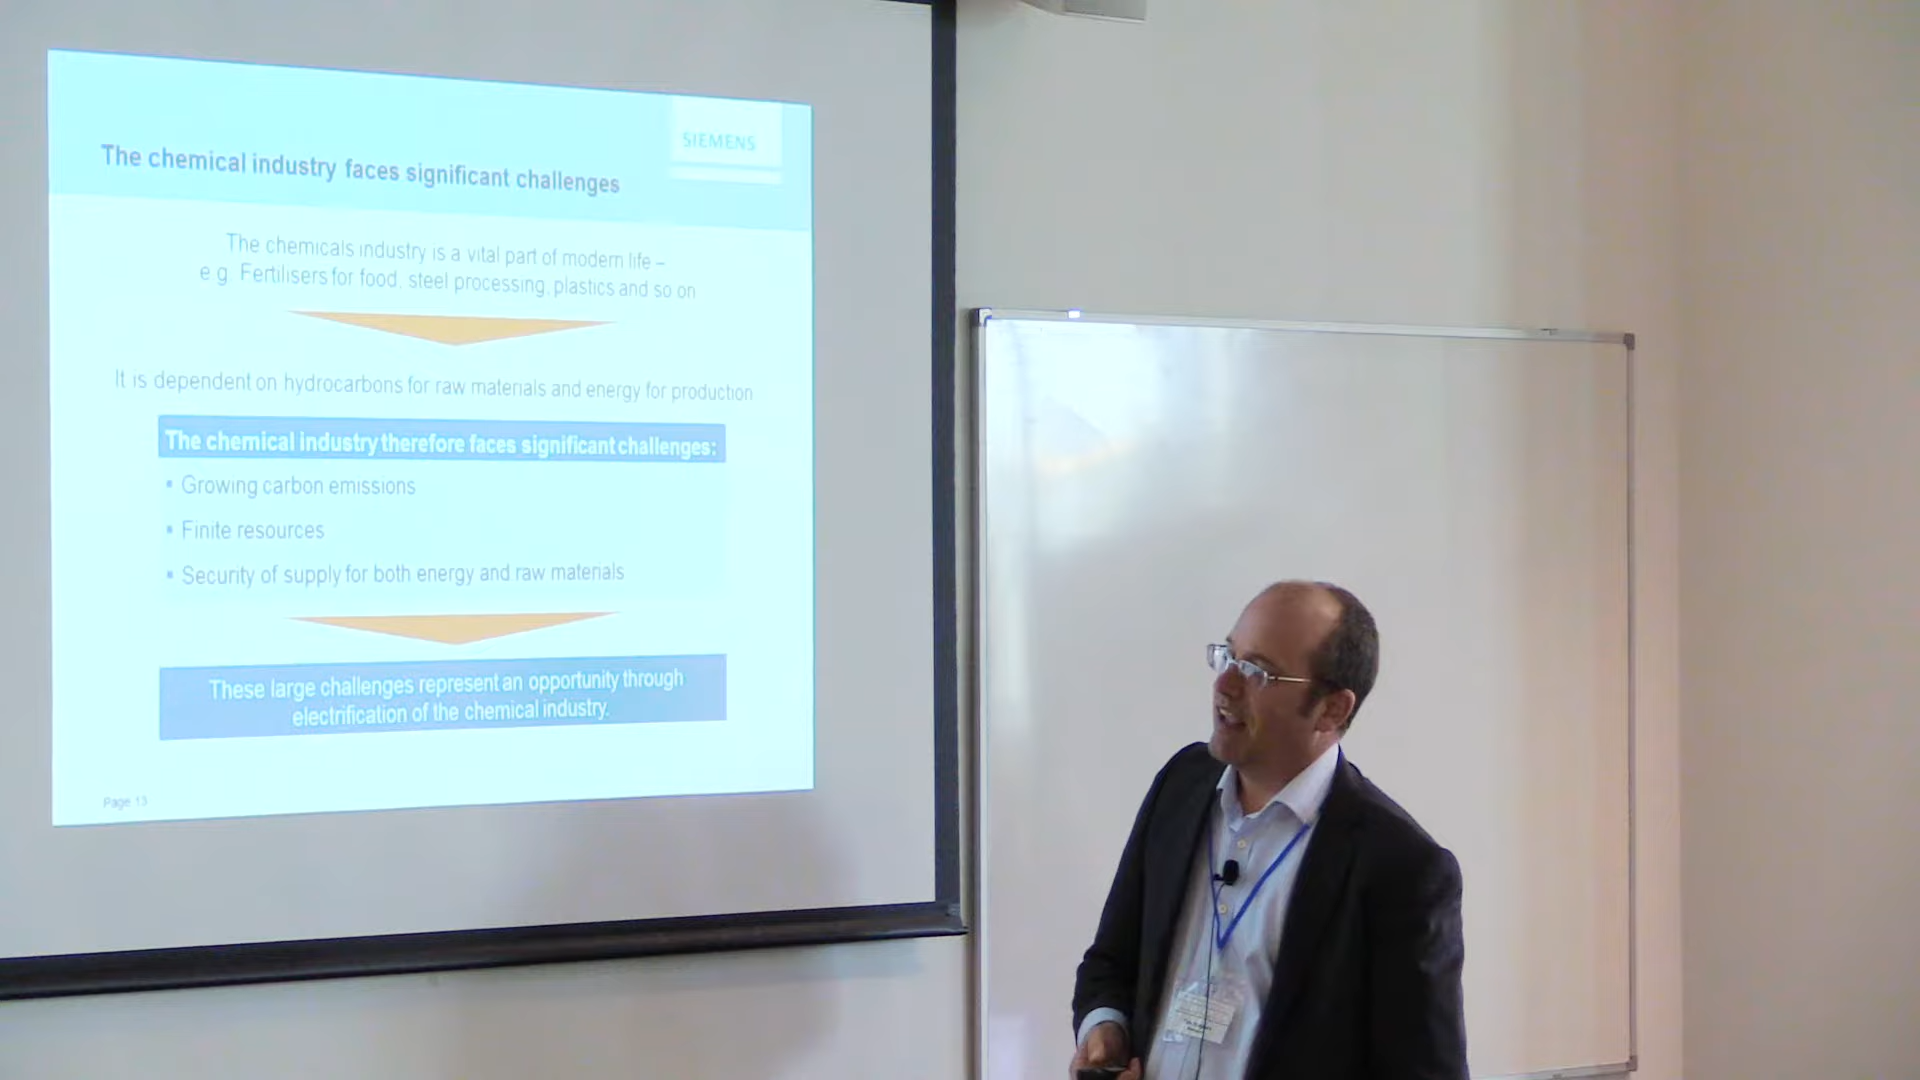 SIEMENS
The chemical industry faces significant challenges
The chemicals industry is a vital part of modern life –
e g Fertilisers for food, steel processing, plastics and so on
It is dependent on hydrocarbons for raw materials and energy for production
The chemical industry therefore faces significant challenges:
▪ Growing carbon emissions
▪ Finite resources
▪ Security of supply for both energy and raw materials
These large challenges represent an opportunity through
electrification of the chemical industry.
Page 13